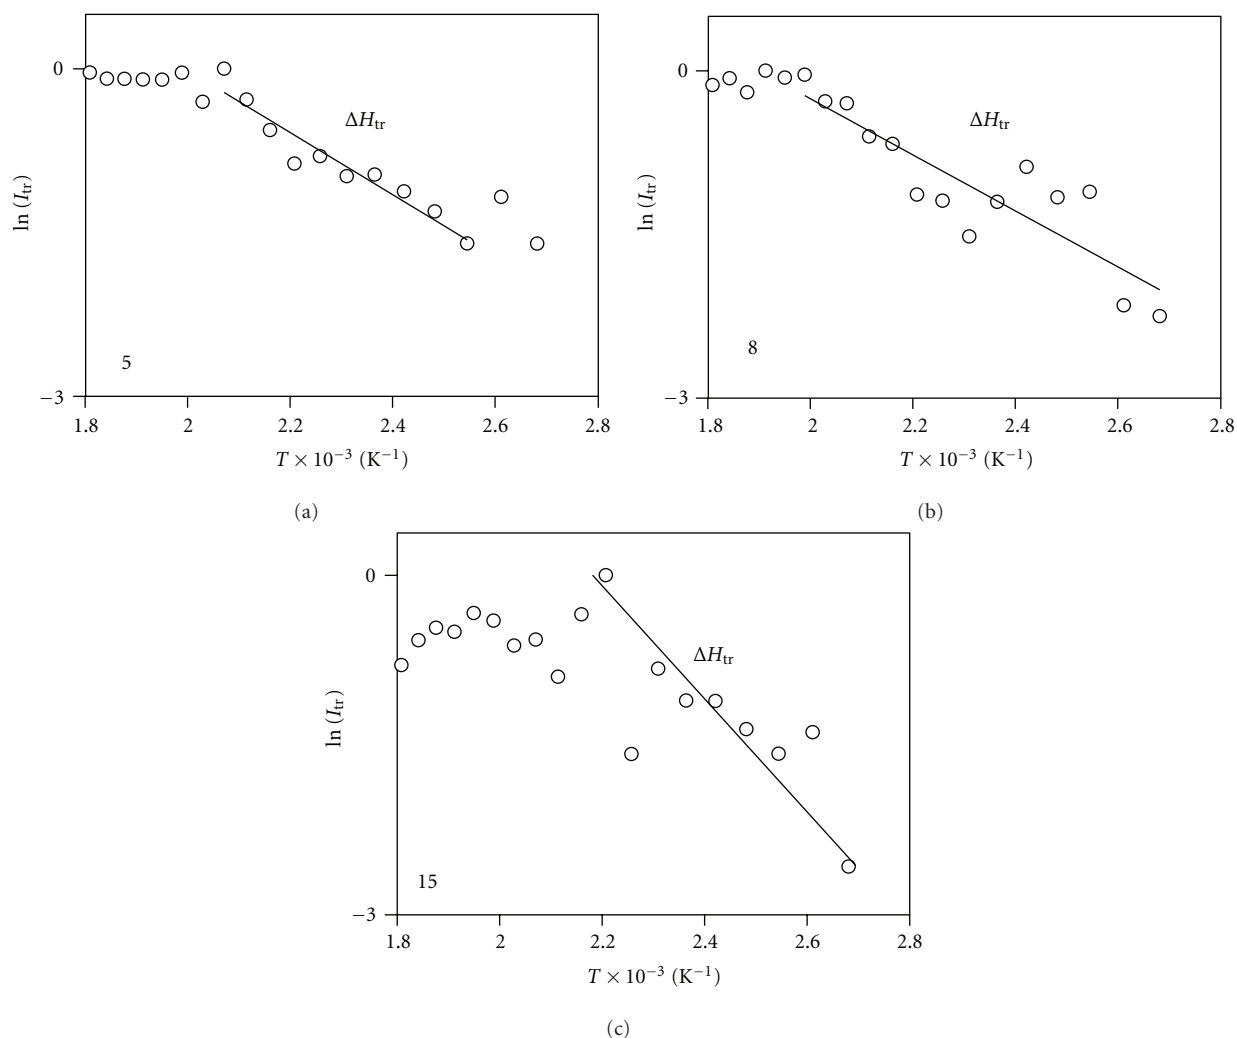 0
ΔH_tr
ln (I_tr)
5
−3
1.8 2 2.2 2.4 2.6 2.8
T × 10⁻³ (K⁻¹)
(a)
0
ΔH_tr
ln (I_tr)
8
−3
1.8 2 2.2 2.4 2.6 2.8
T × 10⁻³ (K⁻¹)
(b)
0
ΔH_tr
ln (I_tr)
15
−3
1.8 2 2.2 2.4 2.6 2.8
T × 10⁻³ (K⁻¹)
(c)